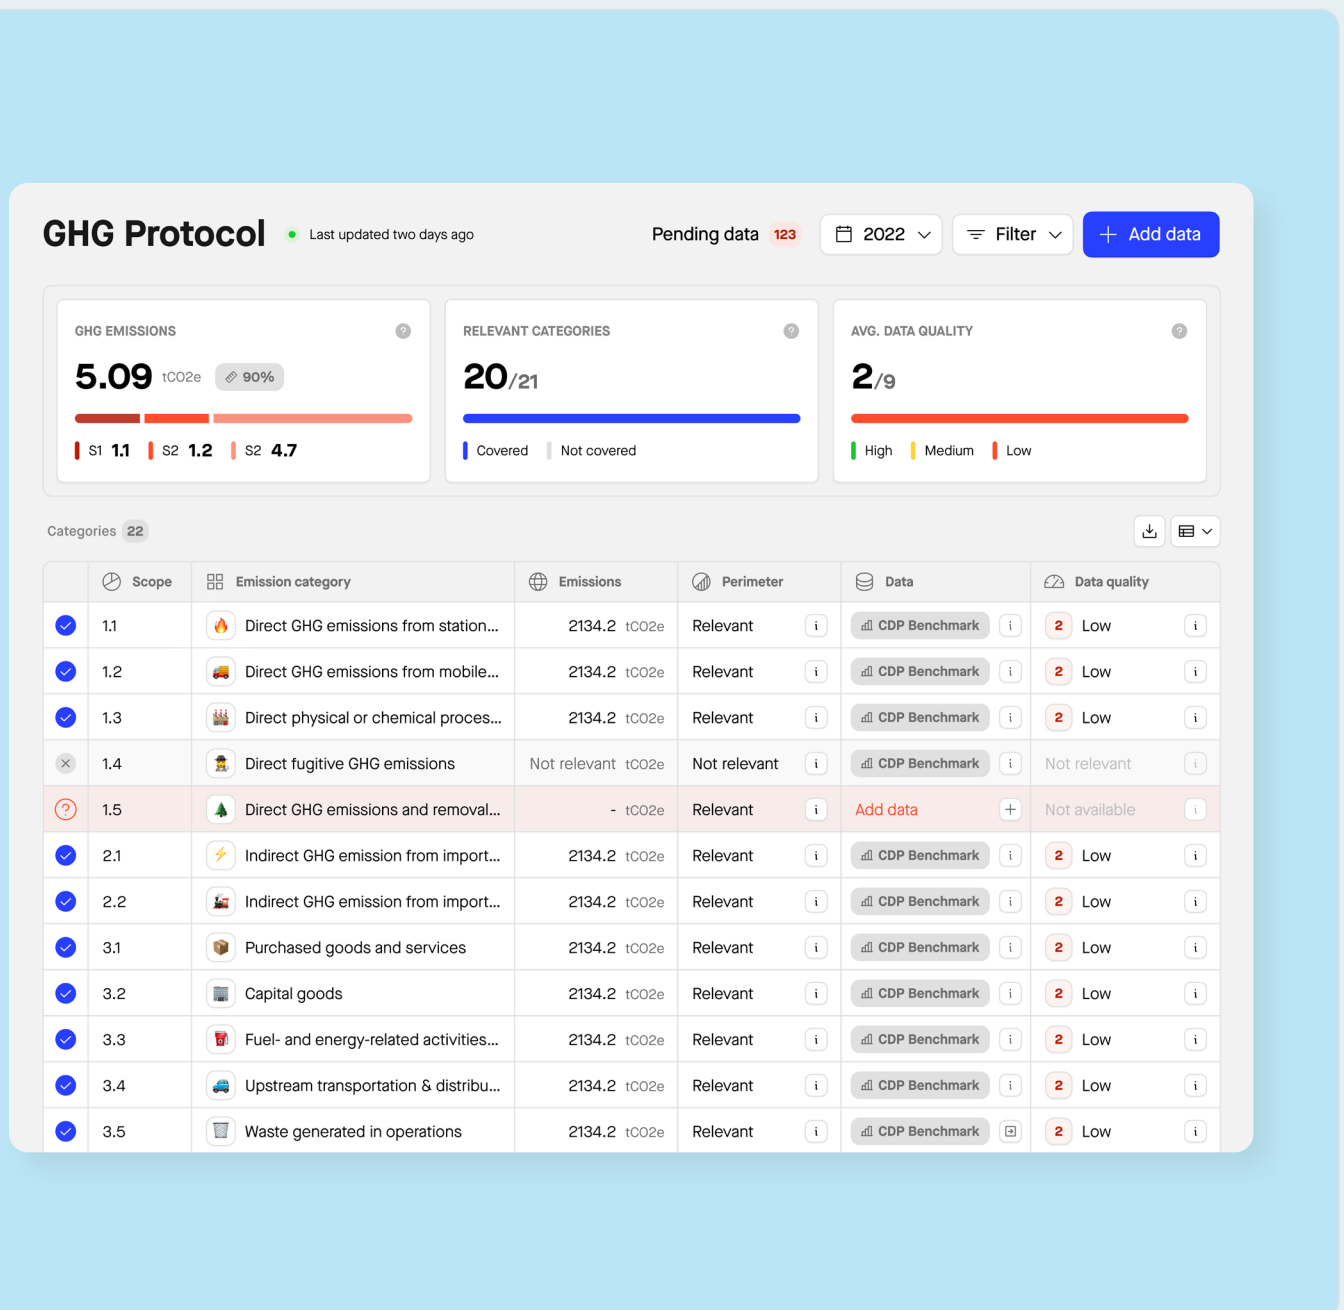 GHG Protocol
Last updated two days ago
Pending data 123
2022
Filter
Add data
GHG EMISSIONS
?
5.09 tCO2e 90%
S1 1.1 S2 1.2 S2 4.7
RELEVANT CATEGORIES
?
20/21
Covered Not covered
AVG. DATA QUALITY
?
2/9
High Medium Low
Categories 22
Scope Emission category Emissions Perimeter Data Data quality
1.1 Direct GHG emissions from station... 2134.2 tCO2e Relevant i CDP Benchmark i 2 Low i
1.2 Direct GHG emissions from mobile... 2134.2 tCO2e Relevant i CDP Benchmark i 2 Low i
1.3 Direct physical or chemical proces... 2134.2 tCO2e Relevant i CDP Benchmark i 2 Low i
1.4 Direct fugitive GHG emissions Not relevant tCO2e Not relevant i CDP Benchmark i Not relevant i
? 1.5 Direct GHG emissions and removal... - tCO2e Relevant i Add data + Not available i
2.1 Indirect GHG emission from import... 2134.2 tCO2e Relevant i CDP Benchmark i 2 Low i
2.2 Indirect GHG emission from import... 2134.2 tCO2e Relevant i CDP Benchmark i 2 Low i
3.1 Purchased goods and services 2134.2 tCO2e Relevant i CDP Benchmark i 2 Low i
3.2 Capital goods 2134.2 tCO2e Relevant i CDP Benchmark i 2 Low i
3.3 Fuel- and energy-related activities... 2134.2 tCO2e Relevant i CDP Benchmark i 2 Low i
3.4 Upstream transportation & distribu... 2134.2 tCO2e Relevant i CDP Benchmark i 2 Low i
3.5 Waste generated in operations 2134.2 tCO2e Relevant i CDP Benchmark 2 Low i